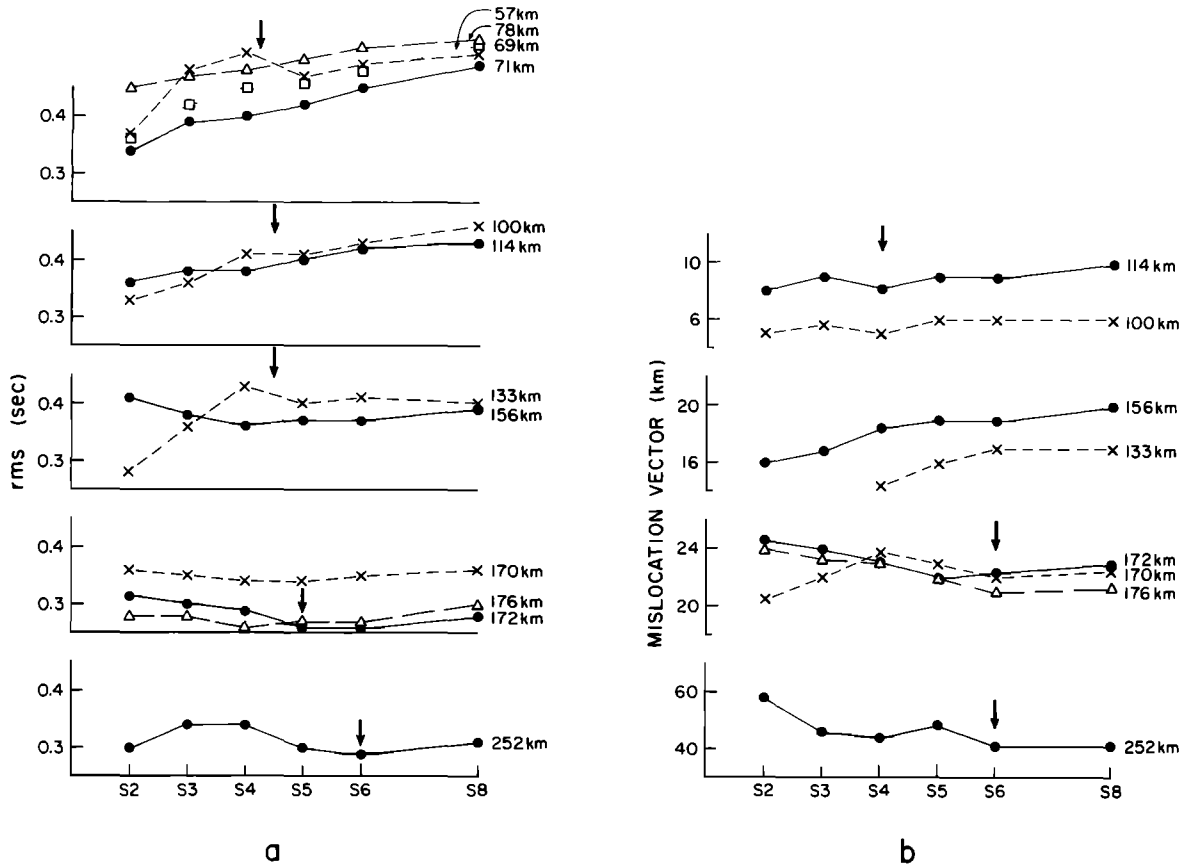 57km
78km
69km
71km
0.4
0.3
100km
114km
0.4
0.3
133km
156km
0.4
0.3
170km
176km
172km
0.4
0.3
252km
0.4
0.3
rms (sec)
S2 S3 S4 S5 S6 S8
a
114km
100km
10
6
156km
133km
20
16
172km
170km
176km
24
20
252km
60
40
MISLOCATION VECTOR (km)
S2 S3 S4 S5 S6 S8
b